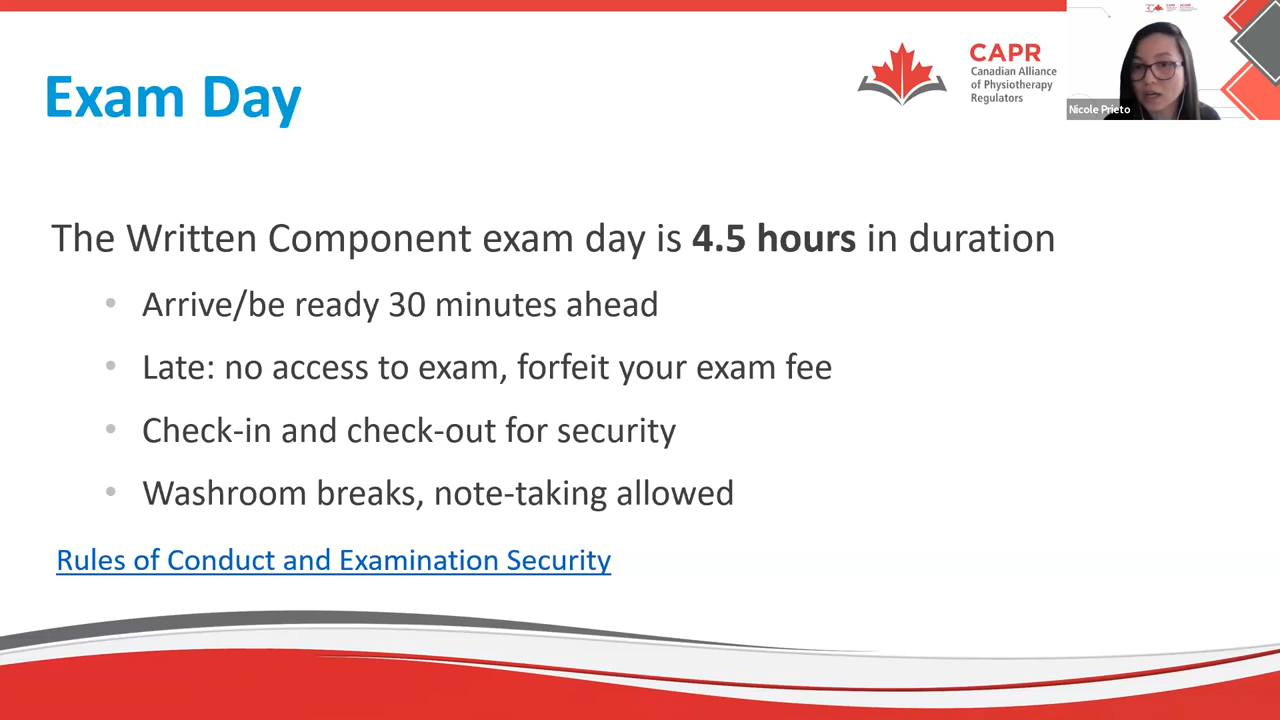 Exam Day
CAPR
Canadian Alliance
of Physiotherapy
Regulators
Nicole Prieto
The Written Component exam day is 4.5 hours in duration
• Arrive/be ready 30 minutes ahead
• Late: no access to exam, forfeit your exam fee
• Check-in and check-out for security
• Washroom breaks, note-taking allowed
Rules of Conduct and Examination Security